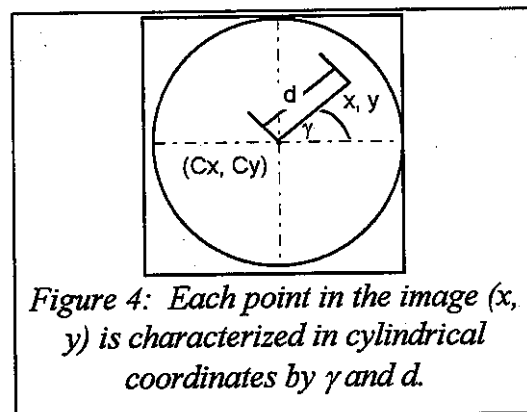 d
x, y
γ
(Cx, Cy)
Figure 4: Each point in the image (x,
y) is characterized in cylindrical
coordinates by γ and d.